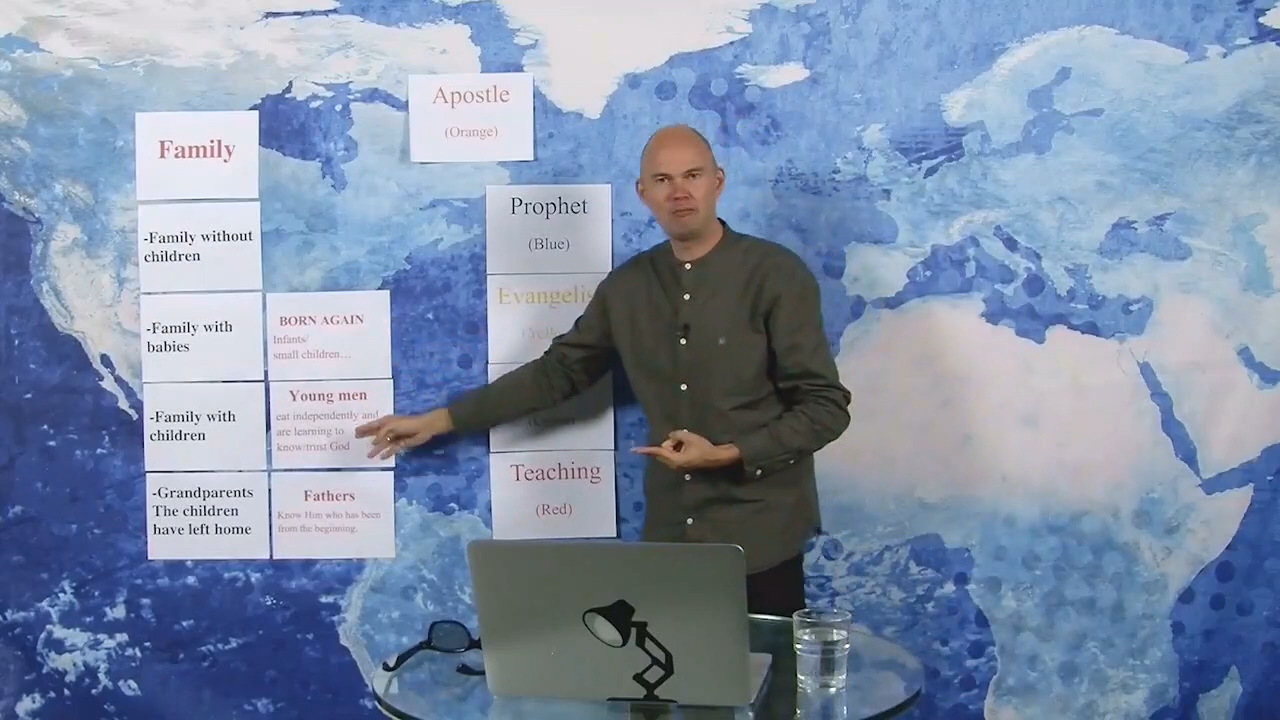 Family
-Family without
children
-Family with
babies
-Family with
children
-Grandparents
The children
have left home
BORN AGAIN
Infants/
small children...
Young men
eat independently and
are learning to
know/trust God
Fathers
Know Him who has been
from the beginning.
Apostle
(Orange)
Prophet
(Blue)
Teaching
(Red)